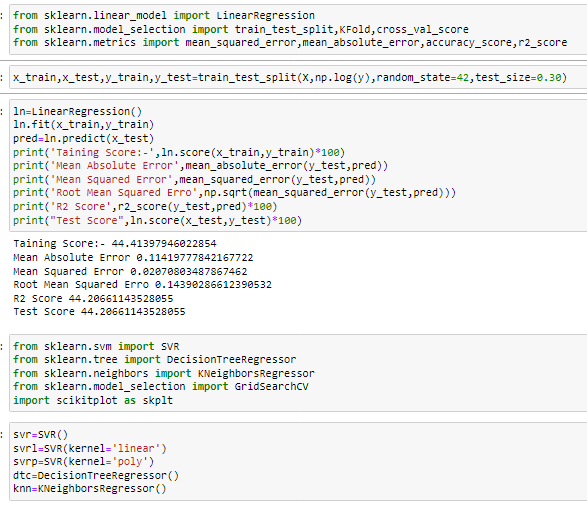 from sklearn.linear_model import LinearRegression
from sklearn.model_selection import train_test_split,KFold,cross_val_score
from sklearn.metrics import mean_squared_error,mean_absolute_error,accuracy_score,r2_score
: x_train,x_test,y_train,y_test=train_test_split(X,np.log(y),random_state=42,test_size=0.30)
: ln=LinearRegression()
ln.fit(x_train,y_train)
pred=ln.predict(x_test)
print('Taining Score:-',ln.score(x_train,y_train)*100)
print('Mean Absolute Error',mean_absolute_error(y_test,pred))
print('Mean Squared Error',mean_squared_error(y_test,pred))
print('Root Mean Squared Erro',np.sqrt(mean_squared_error(y_test,pred)))
print('R2 Score',r2_score(y_test,pred)*100)
print("Test Score",ln.score(x_test,y_test)*100)
Taining Score:- 44.41397946022854
Mean Absolute Error 0.11419777842167722
Mean Squared Error 0.02070803487867462
Root Mean Squared Erro 0.14390286612390532
R2 Score 44.20661143528055
Test Score 44.20661143528055
: from sklearn.svm import SVR
from sklearn.tree import DecisionTreeRegressor
from sklearn.neighbors import KNeighborsRegressor
from sklearn.model_selection import GridSearchCV
import scikitplot as skplt
: svr=SVR()
svrl=SVR(kernel='linear')
svrp=SVR(kernel='poly')
dtc=DecisionTreeRegressor()
knn=KNeighborsRegressor()